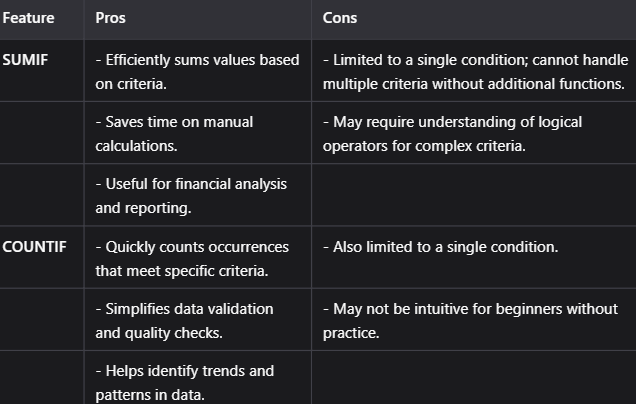 Feature Pros Cons
SUMIF - Efficiently sums values based - Limited to a single condition; cannot handle
on criteria. multiple criteria without additional functions.
- Saves time on manual - May require understanding of logical
calculations. operators for complex criteria.
- Useful for financial analysis
and reporting.
COUNTIF - Quickly counts occurrences - Also limited to a single condition.
that meet specific criteria.
- Simplifies data validation - May not be intuitive for beginners without
and quality checks. practice.
- Helps identify trends and
patterns in data.